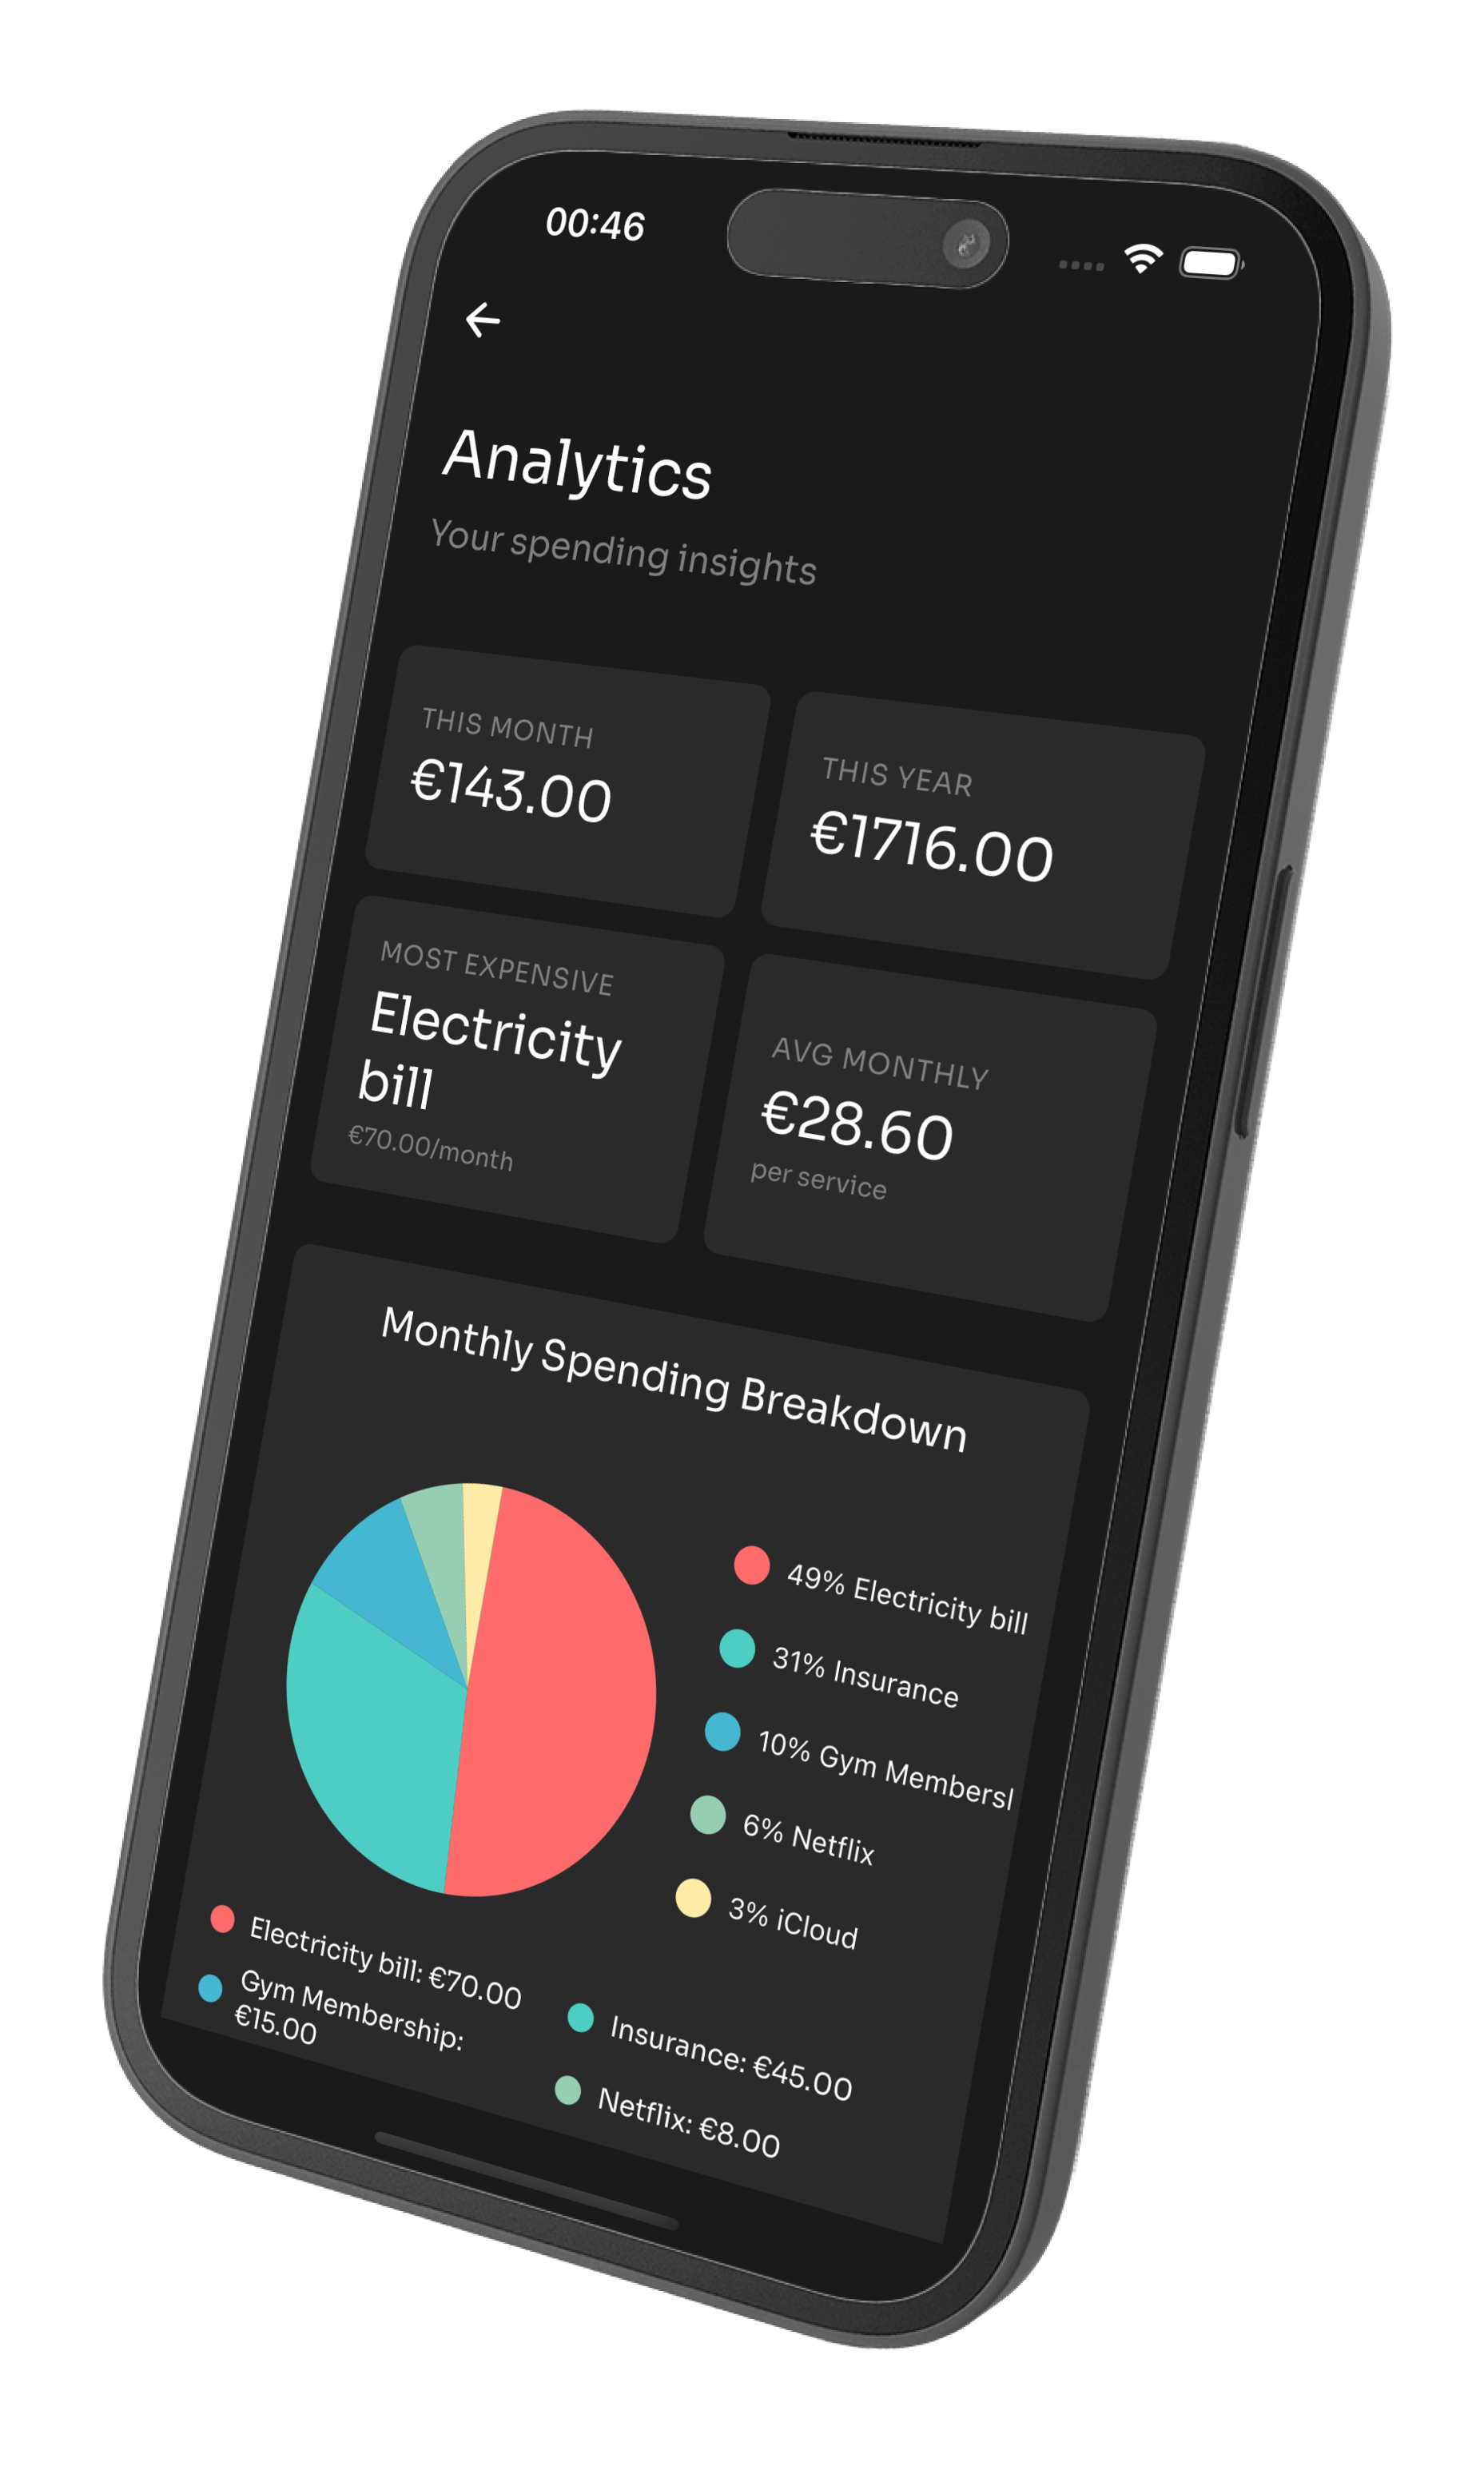 00:46
Analytics
Your spending insights
THIS MONTH
€143.00
THIS YEAR
€1716.00
MOST EXPENSIVE
Electricity
bill
€70.00/month
AVG MONTHLY
€28.60
per service
Monthly Spending Breakdown
49% Electricity bill
31% Insurance
10% Gym Membersl
6% Netflix
3% iCloud
Electricity bill: €70.00
Insurance: €45.00
Gym Membership:
€15.00
Netflix: €8.00